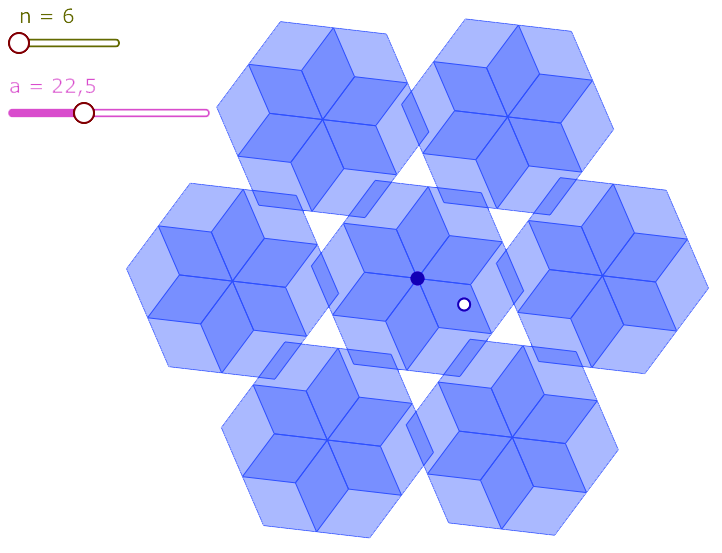 n = 6
a = 22,5